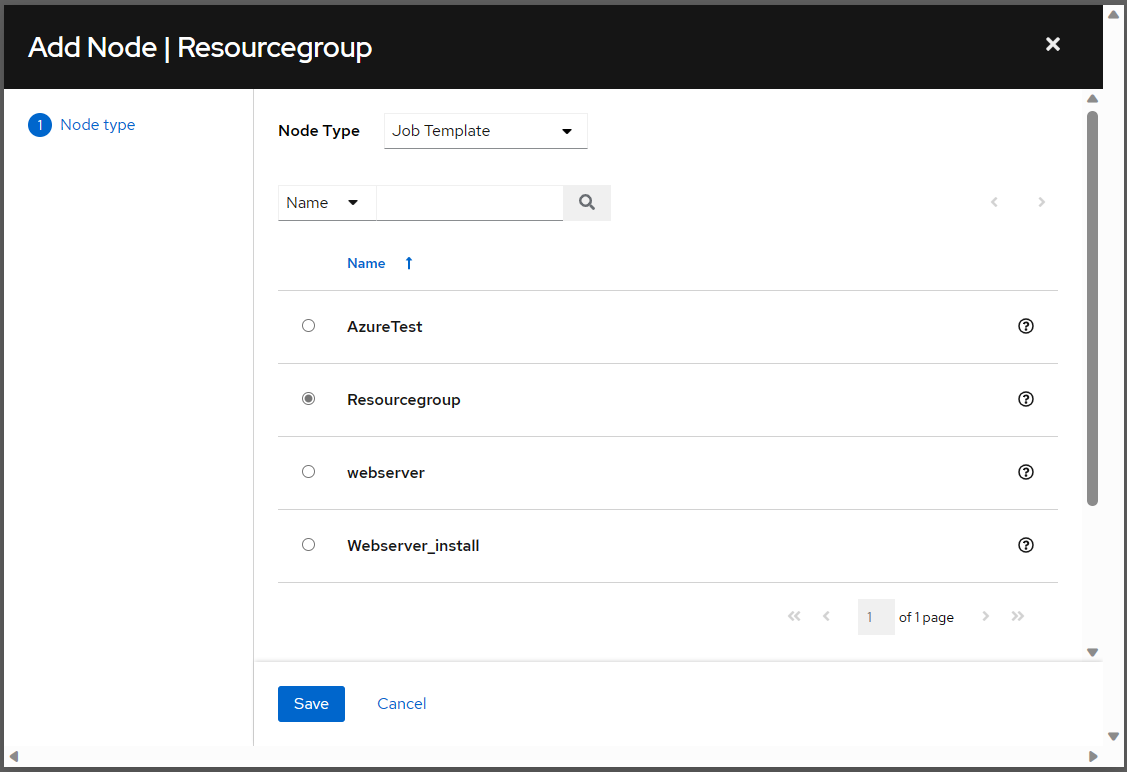 Add Node | Resourcegroup
1 Node type
Node Type Job Template
Name
Name
AzureTest
Resourcegroup
webserver
Webserver_install
1 of 1 page
Save Cancel